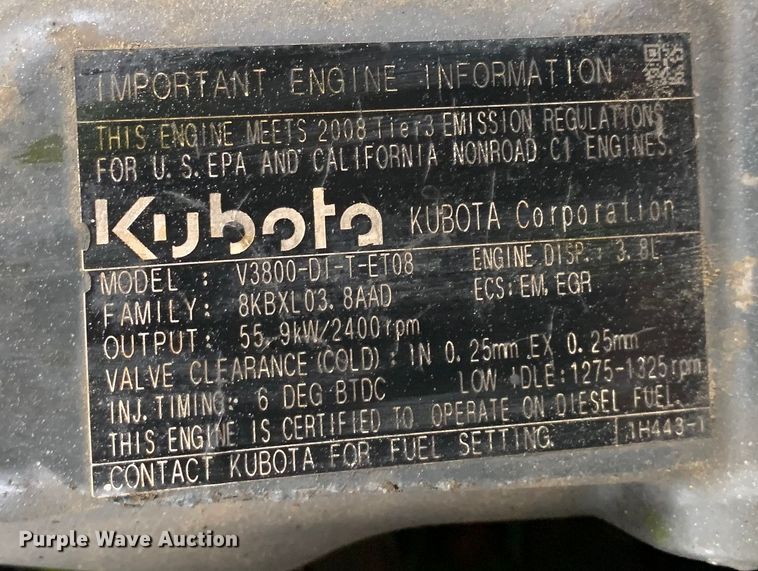 IMPORTANT ENGINE INFORMATION
THIS ENGINE MEETS 2008 Tier3 EMISSION REGULATIONS
FOR U.S.EPA AND CALIFORNIA NONROAD CI ENGINES.
Kubota KUBOTA Corporation
MODEL : V3800-DI-T-ET08 ENGINE DISP. : 3.8L
FAMILY: 8KBXL03.8AAD ECS:EM,EGR
OUTPUT: 55.9kW/2400rpm
VALVE CLEARANCE (COLD): IN 0.25mm EX 0.25mm
INJ.TIMING: 6 DEG BTDC LOW IDLE:1275-1325rpm
THIS ENGINE IS CERTIFIED TO OPERATE ON DIESEL FUEL.
CONTACT KUBOTA FOR FUEL SETTING. 1H443-1
Purple Wave Auction